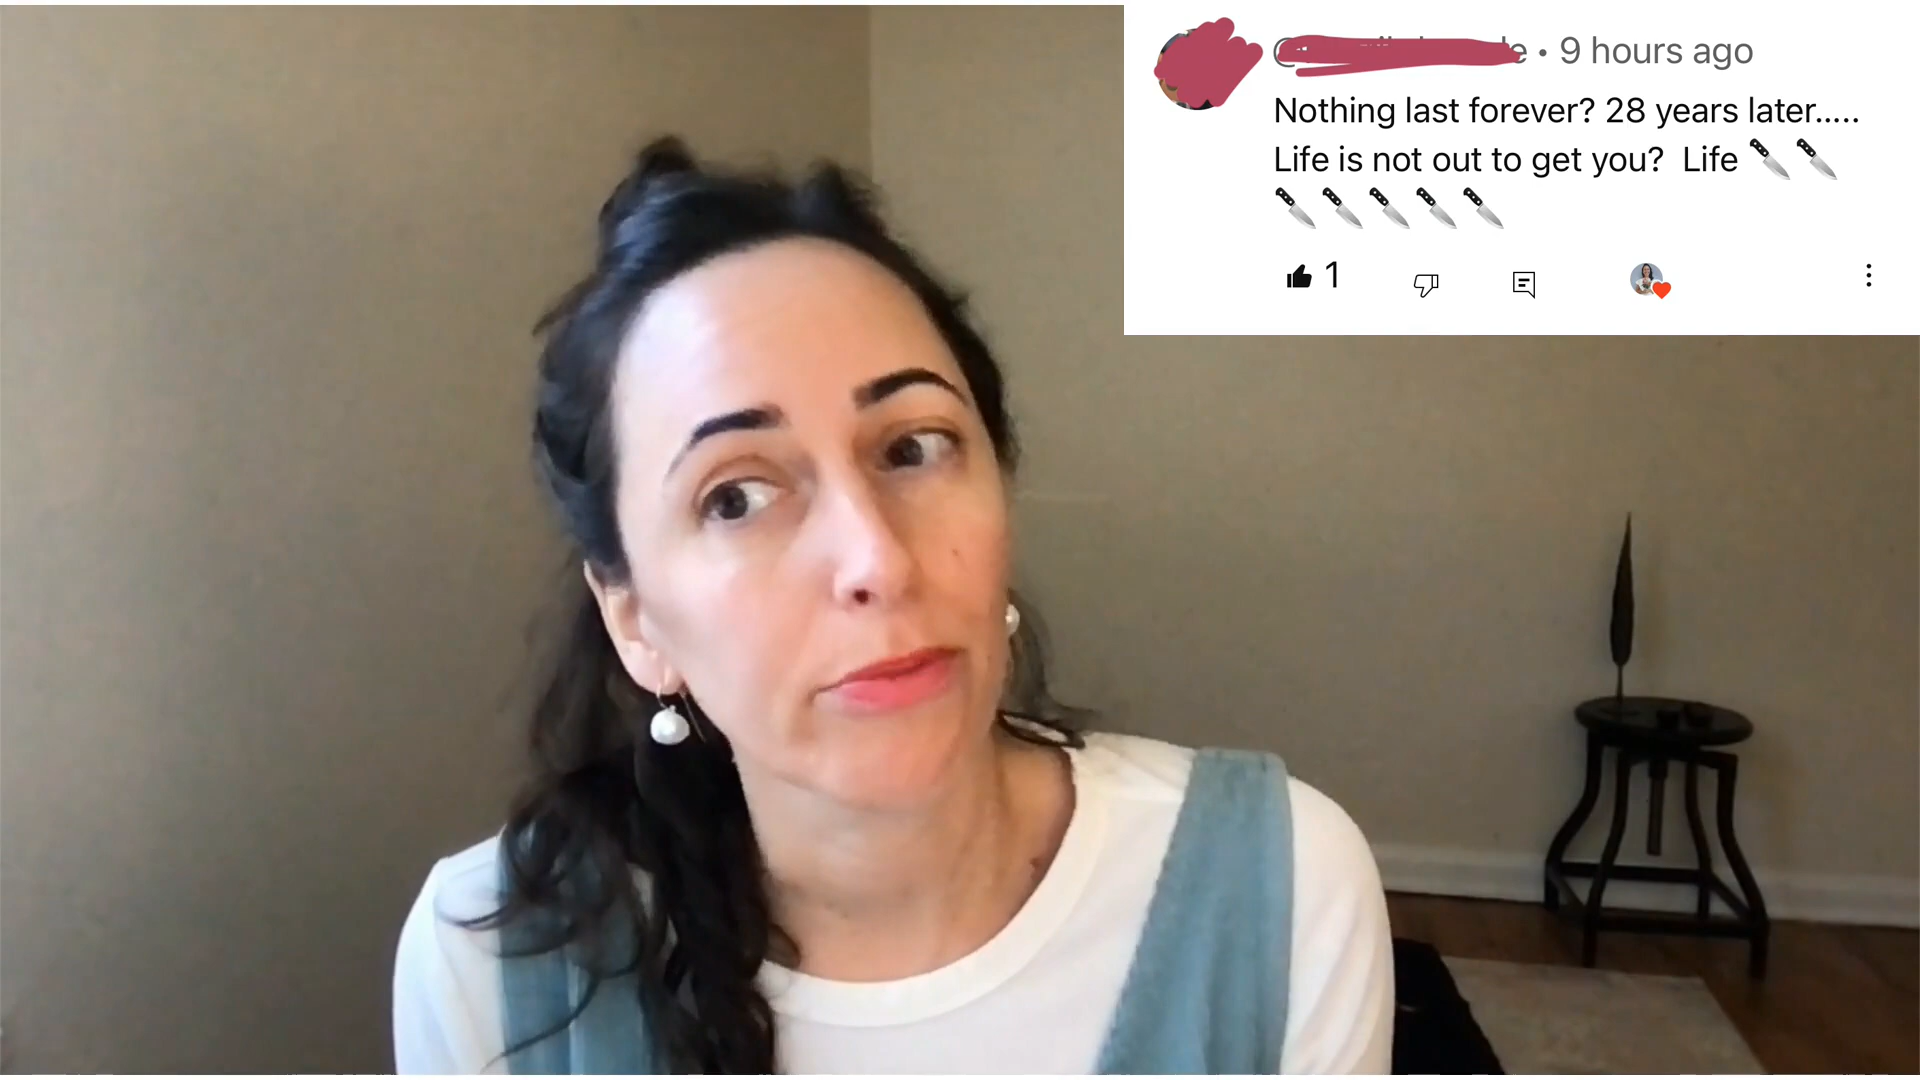 • 9 hours ago
Nothing last forever? 28 years later.....
Life is not out to get you? Life 🔪🔪
🔪🔪🔪🔪🔪
1